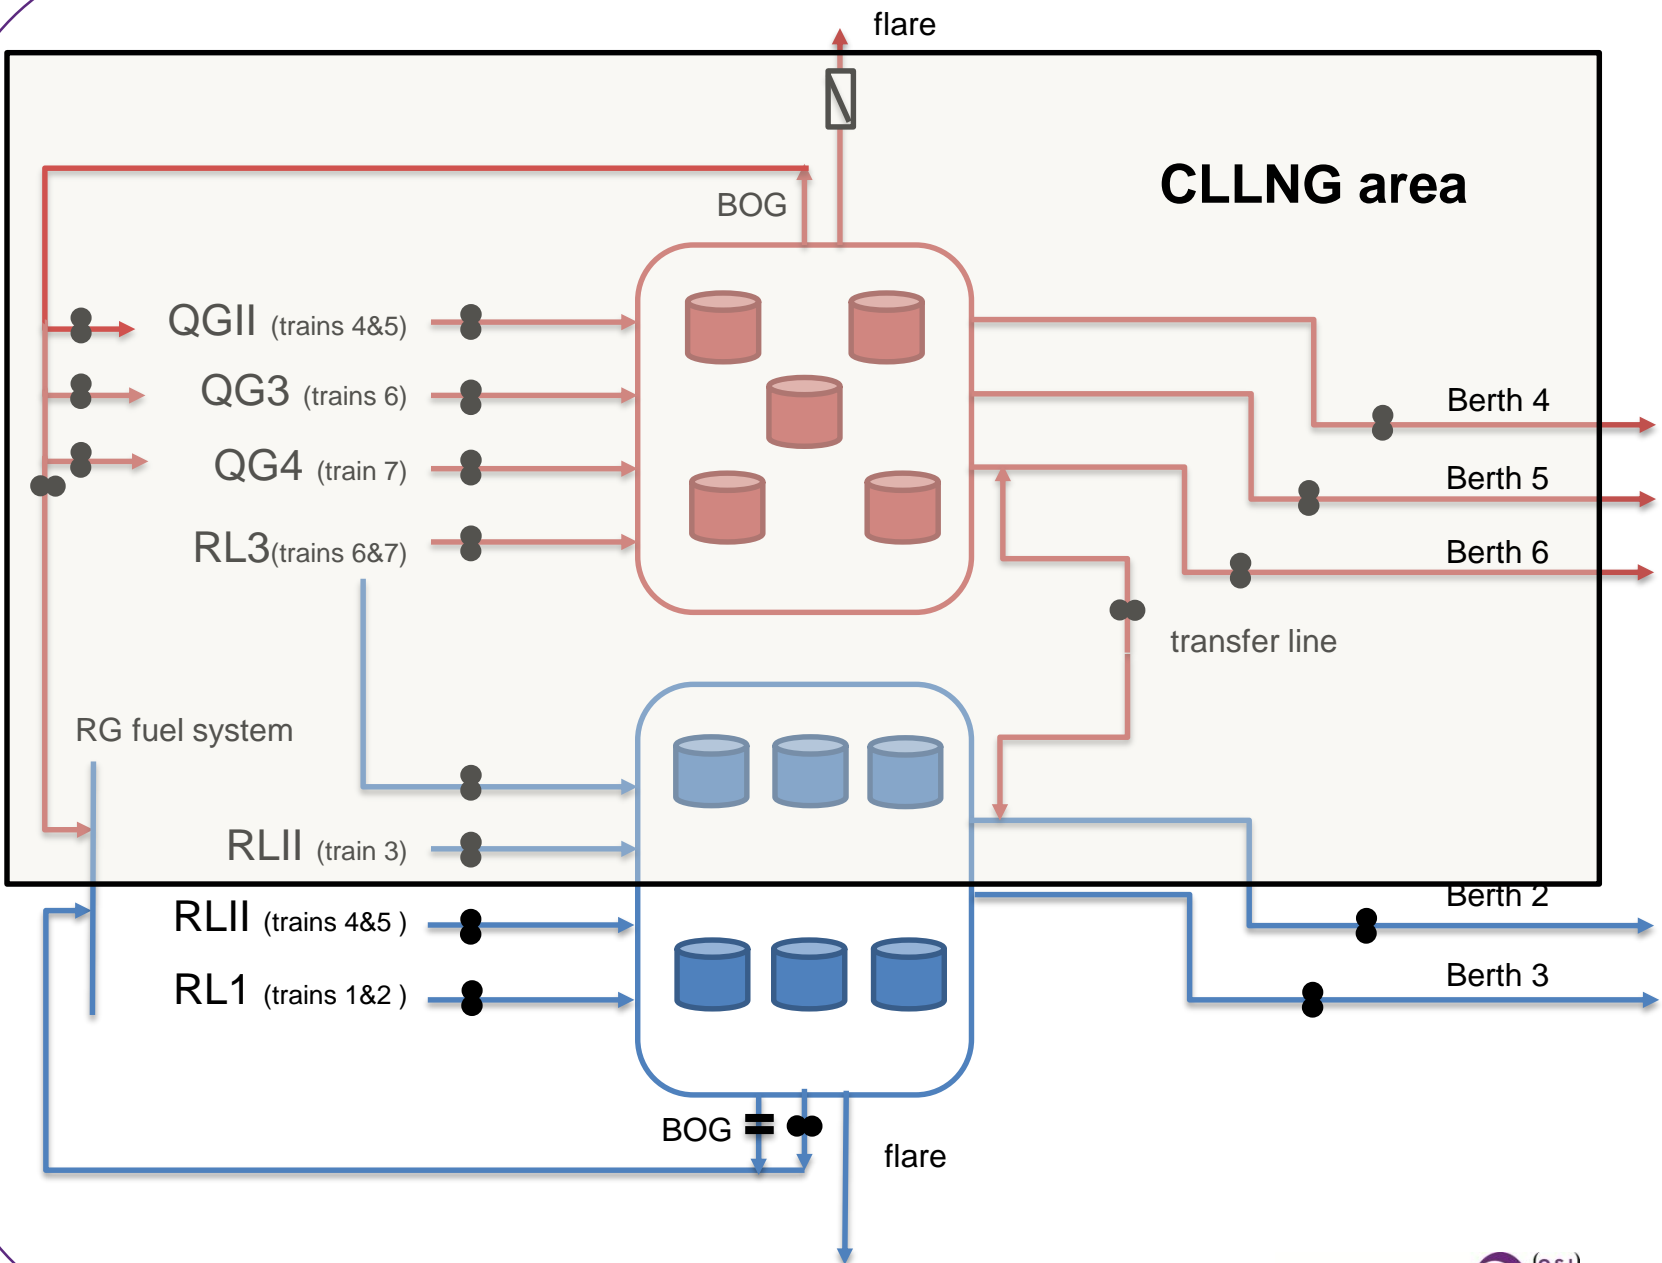 flare
CLLNG area
BOG
QGII (trains 4&5)
QG3 (trains 6)
Berth 4
QG4 (train 7)
Berth 5
RL3(trains 6&7)
Berth 6
transfer line
RG fuel system
RLII (train 3)
RLII (trains 4&5 )
Berth 2
RL1 (trains 1&2 )
Berth 3
BOG
flare